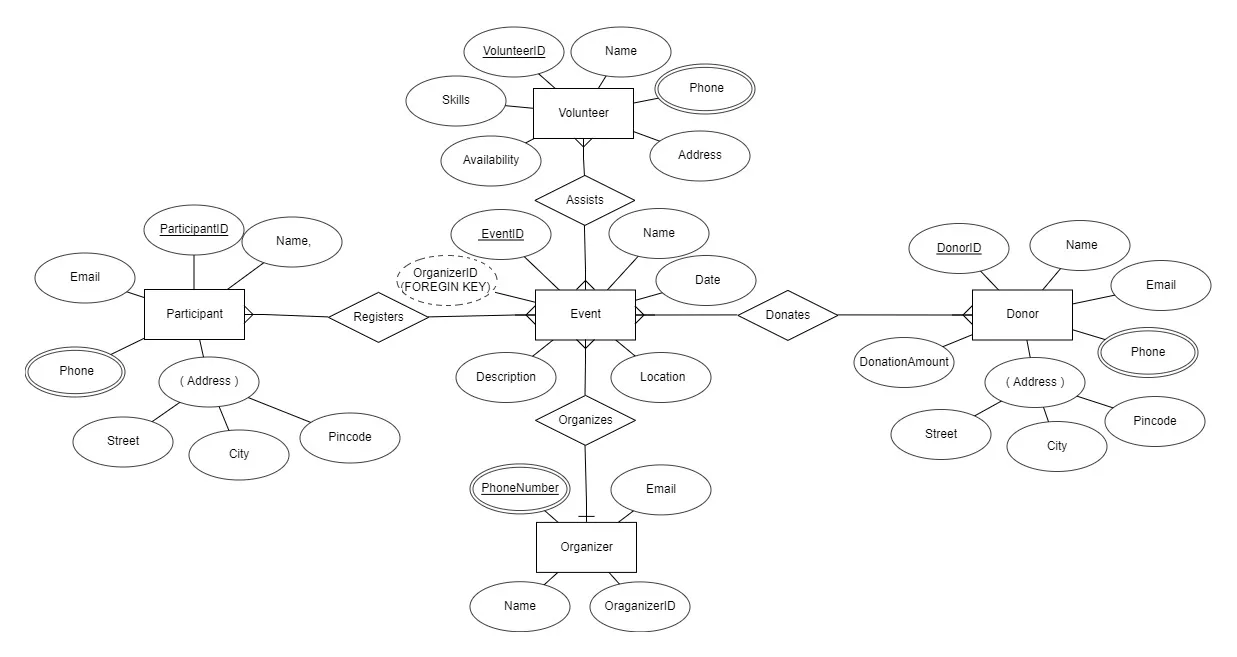 VolunteerID
Name
Skills
Phone
Volunteer
Availability
Address
Assists
ParticipantID
Name,
Email
Participant
Phone
( Address )
Street
City
Pincode
Registers
EventID
Name
OrganizerID
(FOREGIN KEY)
Date
Event
Description
Location
Donates
DonorID
Name
Email
Donor
DonationAmount
Phone
( Address )
Street
City
Pincode
Organizes
PhoneNumber
Email
Organizer
Name
OraganizerID